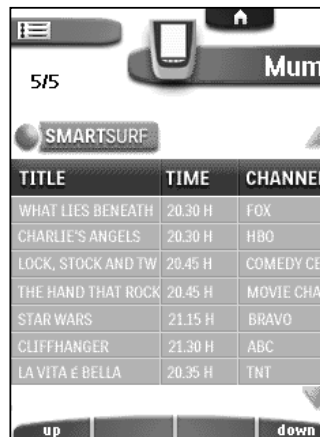 Mum
5/5
SMARTSURF
TITLE TIME CHANNEL
WHAT LIES BENEATH 20.30 H FOX
CHARLIE'S ANGELS 20.30 H HBO
LOCK, STOCK AND TW 20.45 H COMEDY CE
THE HAND THAT ROCK 20.45 H MOVIE CHA
STAR WARS 21.15 H BRAVO
CLIFFHANGER 21.30 H ABC
LA VITA É BELLA 20.35 H TNT
up down